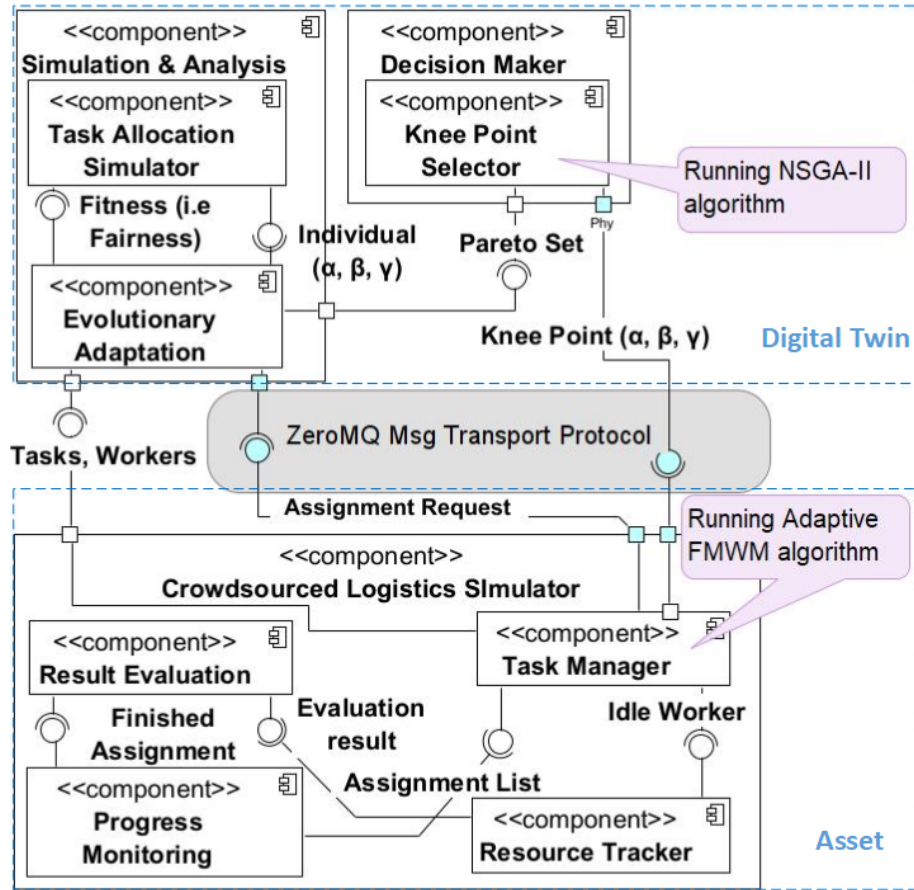 <<component>>
Simulation & Analysis
<<component>>
Task Allocation
Simulator
Fitness (i.e
Fairness)
Individual
(α, β, γ)
<<component>>
Evolutionary
Adaptation
<<component>>
Decision Maker
<<component>>
Knee Point
Selector
Running NSGA-II
algorithm
Phy
Pareto Set
Knee Point (α, β, γ)
Digital Twin
Tasks, Workers
ZeroMQ Msg Transport Protocol
Assignment Request
Running Adaptive
FMWM algorithm
<<component>>
Crowdsourced Logistics SImulator
<<component>>
Result Evaluation
<<component>>
Task Manager
Finished
Assignment
Evaluation
result
Idle Worker
Assignment List
<<component>>
Progress
Monitoring
<<component>>
Resource Tracker
Asset